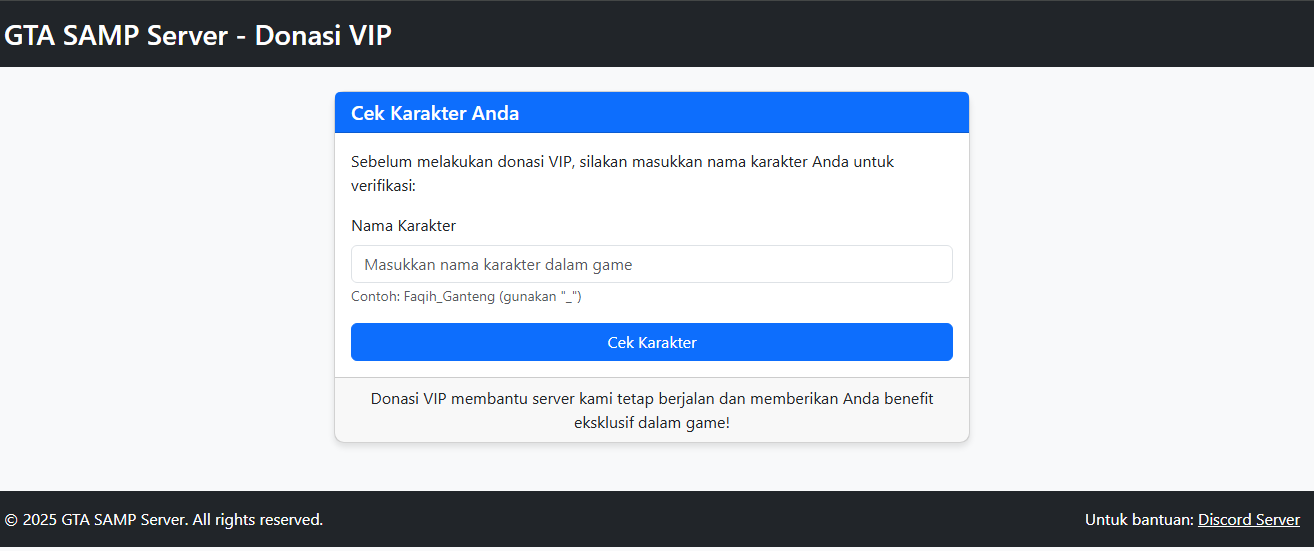 GTA SAMP Server - Donasi VIP
Cek Karakter Anda
Sebelum melakukan donasi VIP, silakan masukkan nama karakter Anda untuk
verifikasi:
Nama Karakter
Masukkan nama karakter dalam game
Contoh: Faqih_Ganteng (gunakan "_")
Cek Karakter
Donasi VIP membantu server kami tetap berjalan dan memberikan Anda benefit
eksklusif dalam game!
© 2025 GTA SAMP Server. All rights reserved.
Untuk bantuan: Discord Server